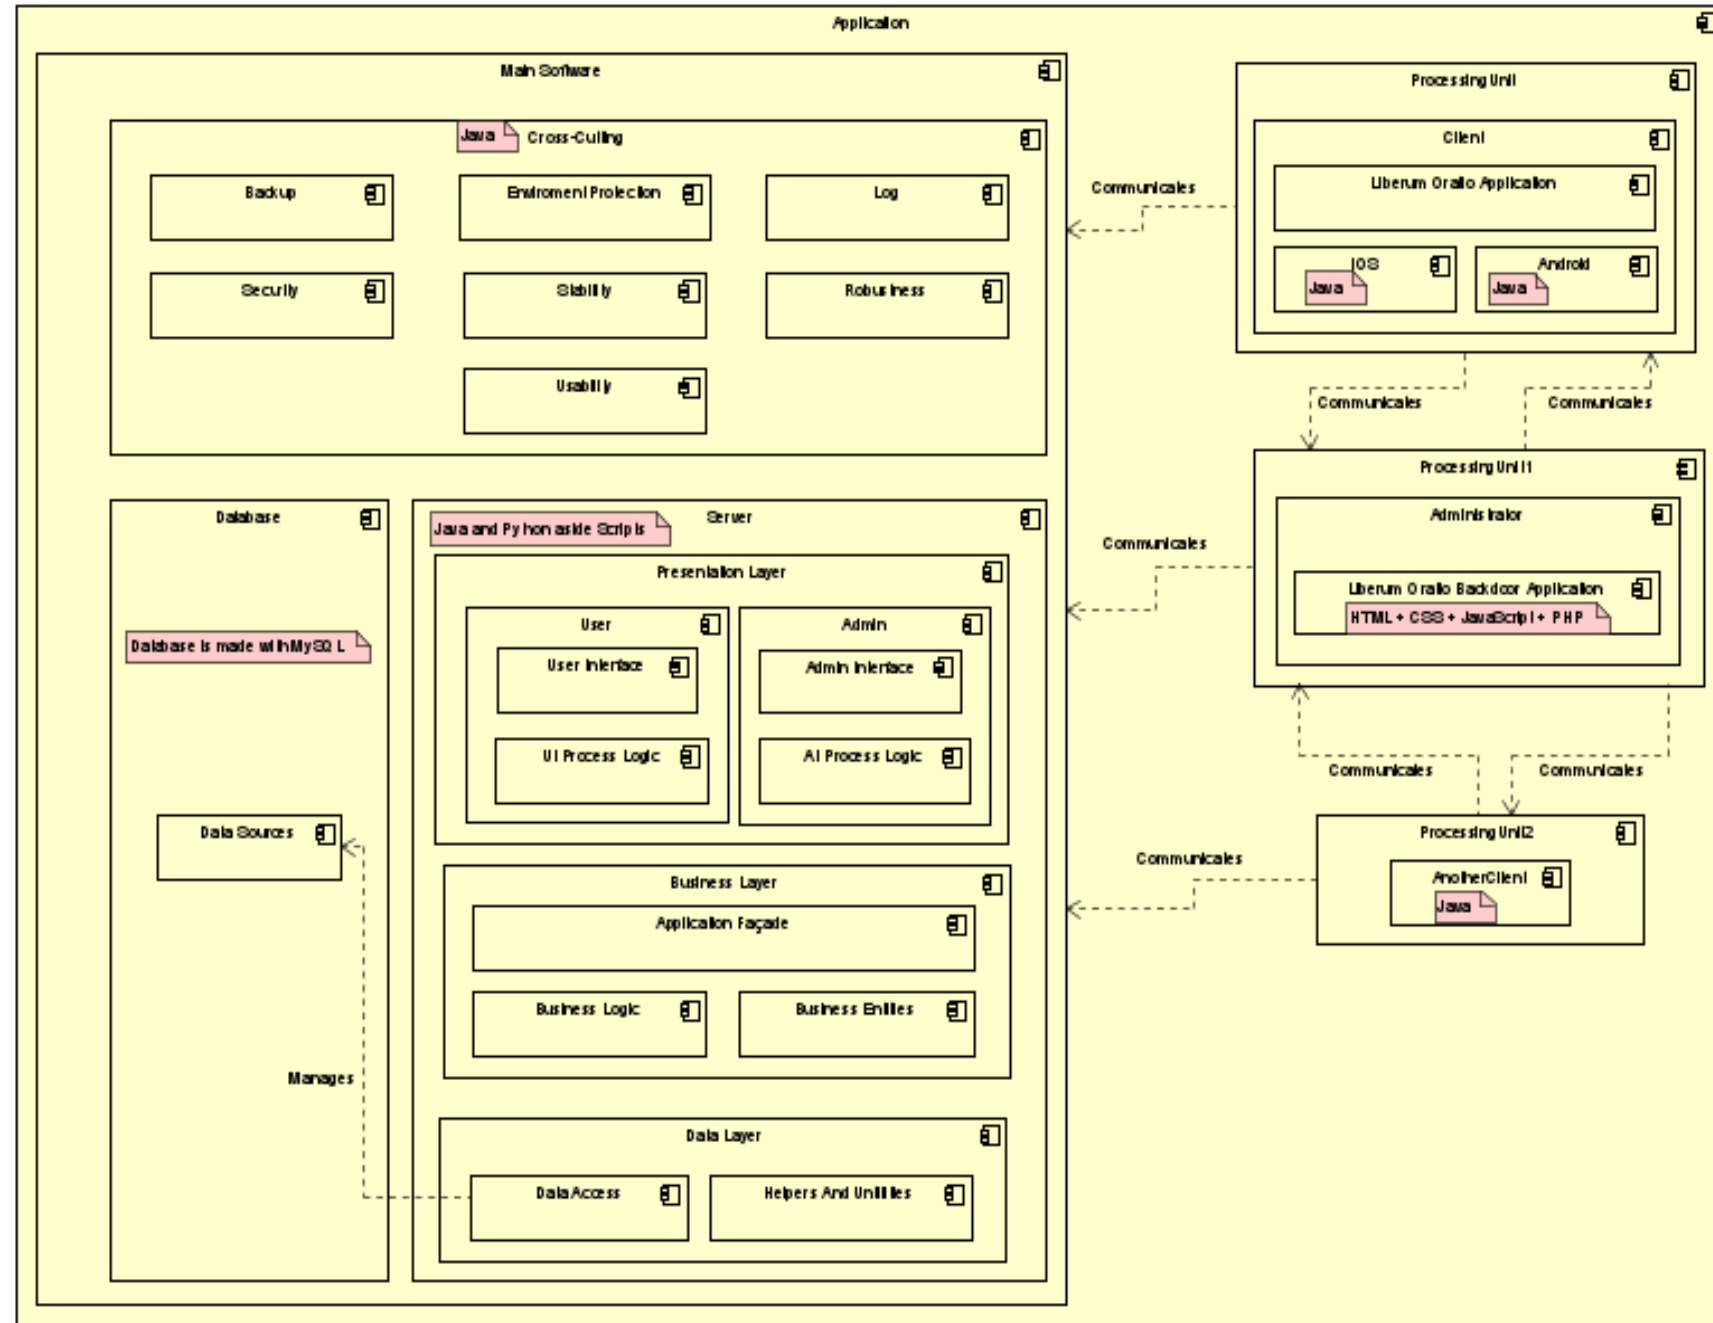 Application
Main Software
Java
Cross-Cutting
Backup
Enviroment Protection
Log
Security
Stability
Robustness
Usability
Database
Database is made with MySQL
Data Sources
Manages
Server
Java and Python aside Scripts
Presentation Layer
User
User Interface
UI Process Logic
Admin
Admin Interface
AI Process Logic
Business Layer
Application Façade
Business Logic
Business Entities
Data Layer
Data Access
Helpers And Unitilies
Communicates
Processing Unit
Client
Liberum Oratio Application
IOS
Java
Android
Java
Communicates
Communicates
Communicates
Processing Unit1
Administrator
Liberum Oratio Backdoor Application
HTML + CSS + JavaScript + PHP
Communicates
Communicates
Communicates
Processing Unit2
AnotherClient
Java